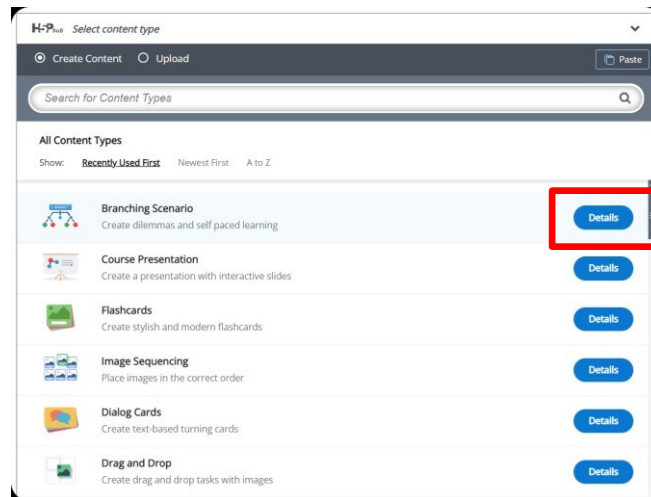 H-P hub Select content type
Create Content Upload Paste
Search for Content Types
All Content Types
Show: Recently Used First Newest First A to Z
Branching Scenario
Create dilemmas and self paced learning
Details
Course Presentation
Create a presentation with interactive slides
Details
Flashcards
Create stylish and modern flashcards
Details
Image Sequencing
Place images in the correct order
Details
Dialog Cards
Create text-based turning cards
Details
Drag and Drop
Create drag and drop tasks with images
Details